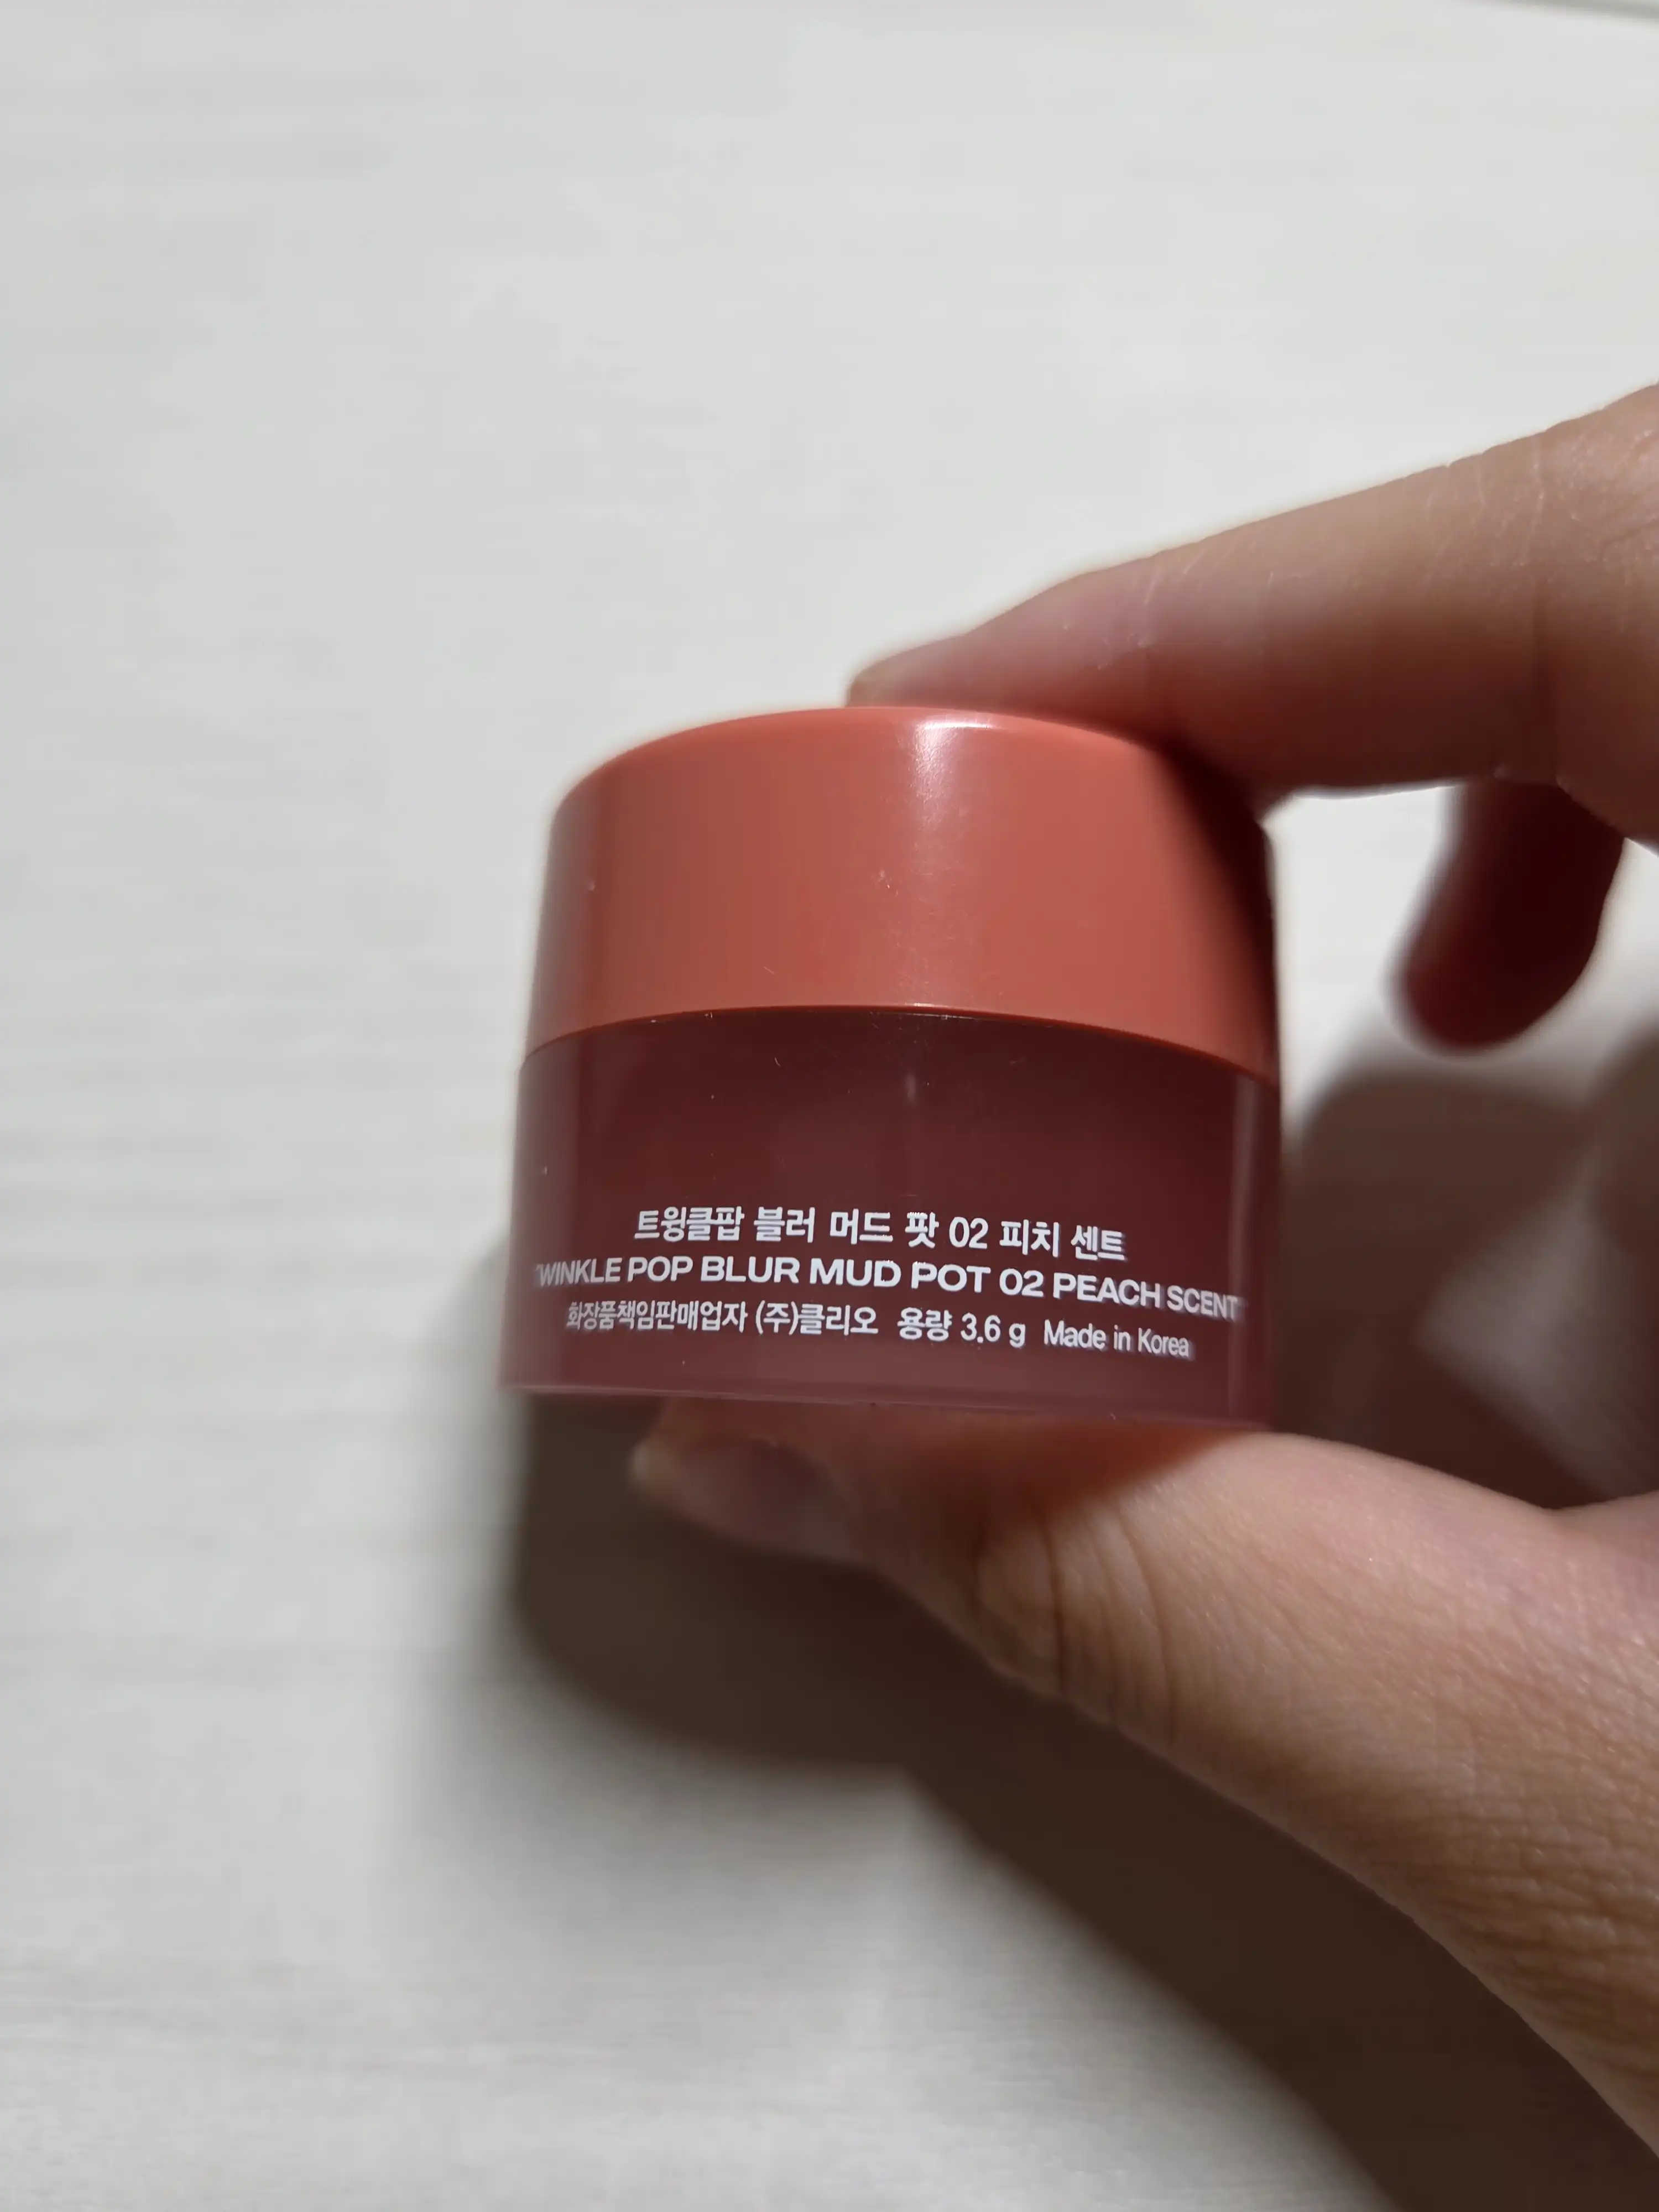 트윙클팝 블러 머드 팟 02 피치 센트
TWINKLE POP BLUR MUD POT 02 PEACH SCENT
화장품책임판매업자 (주)클리오 용량 3.6 g Made in Korea